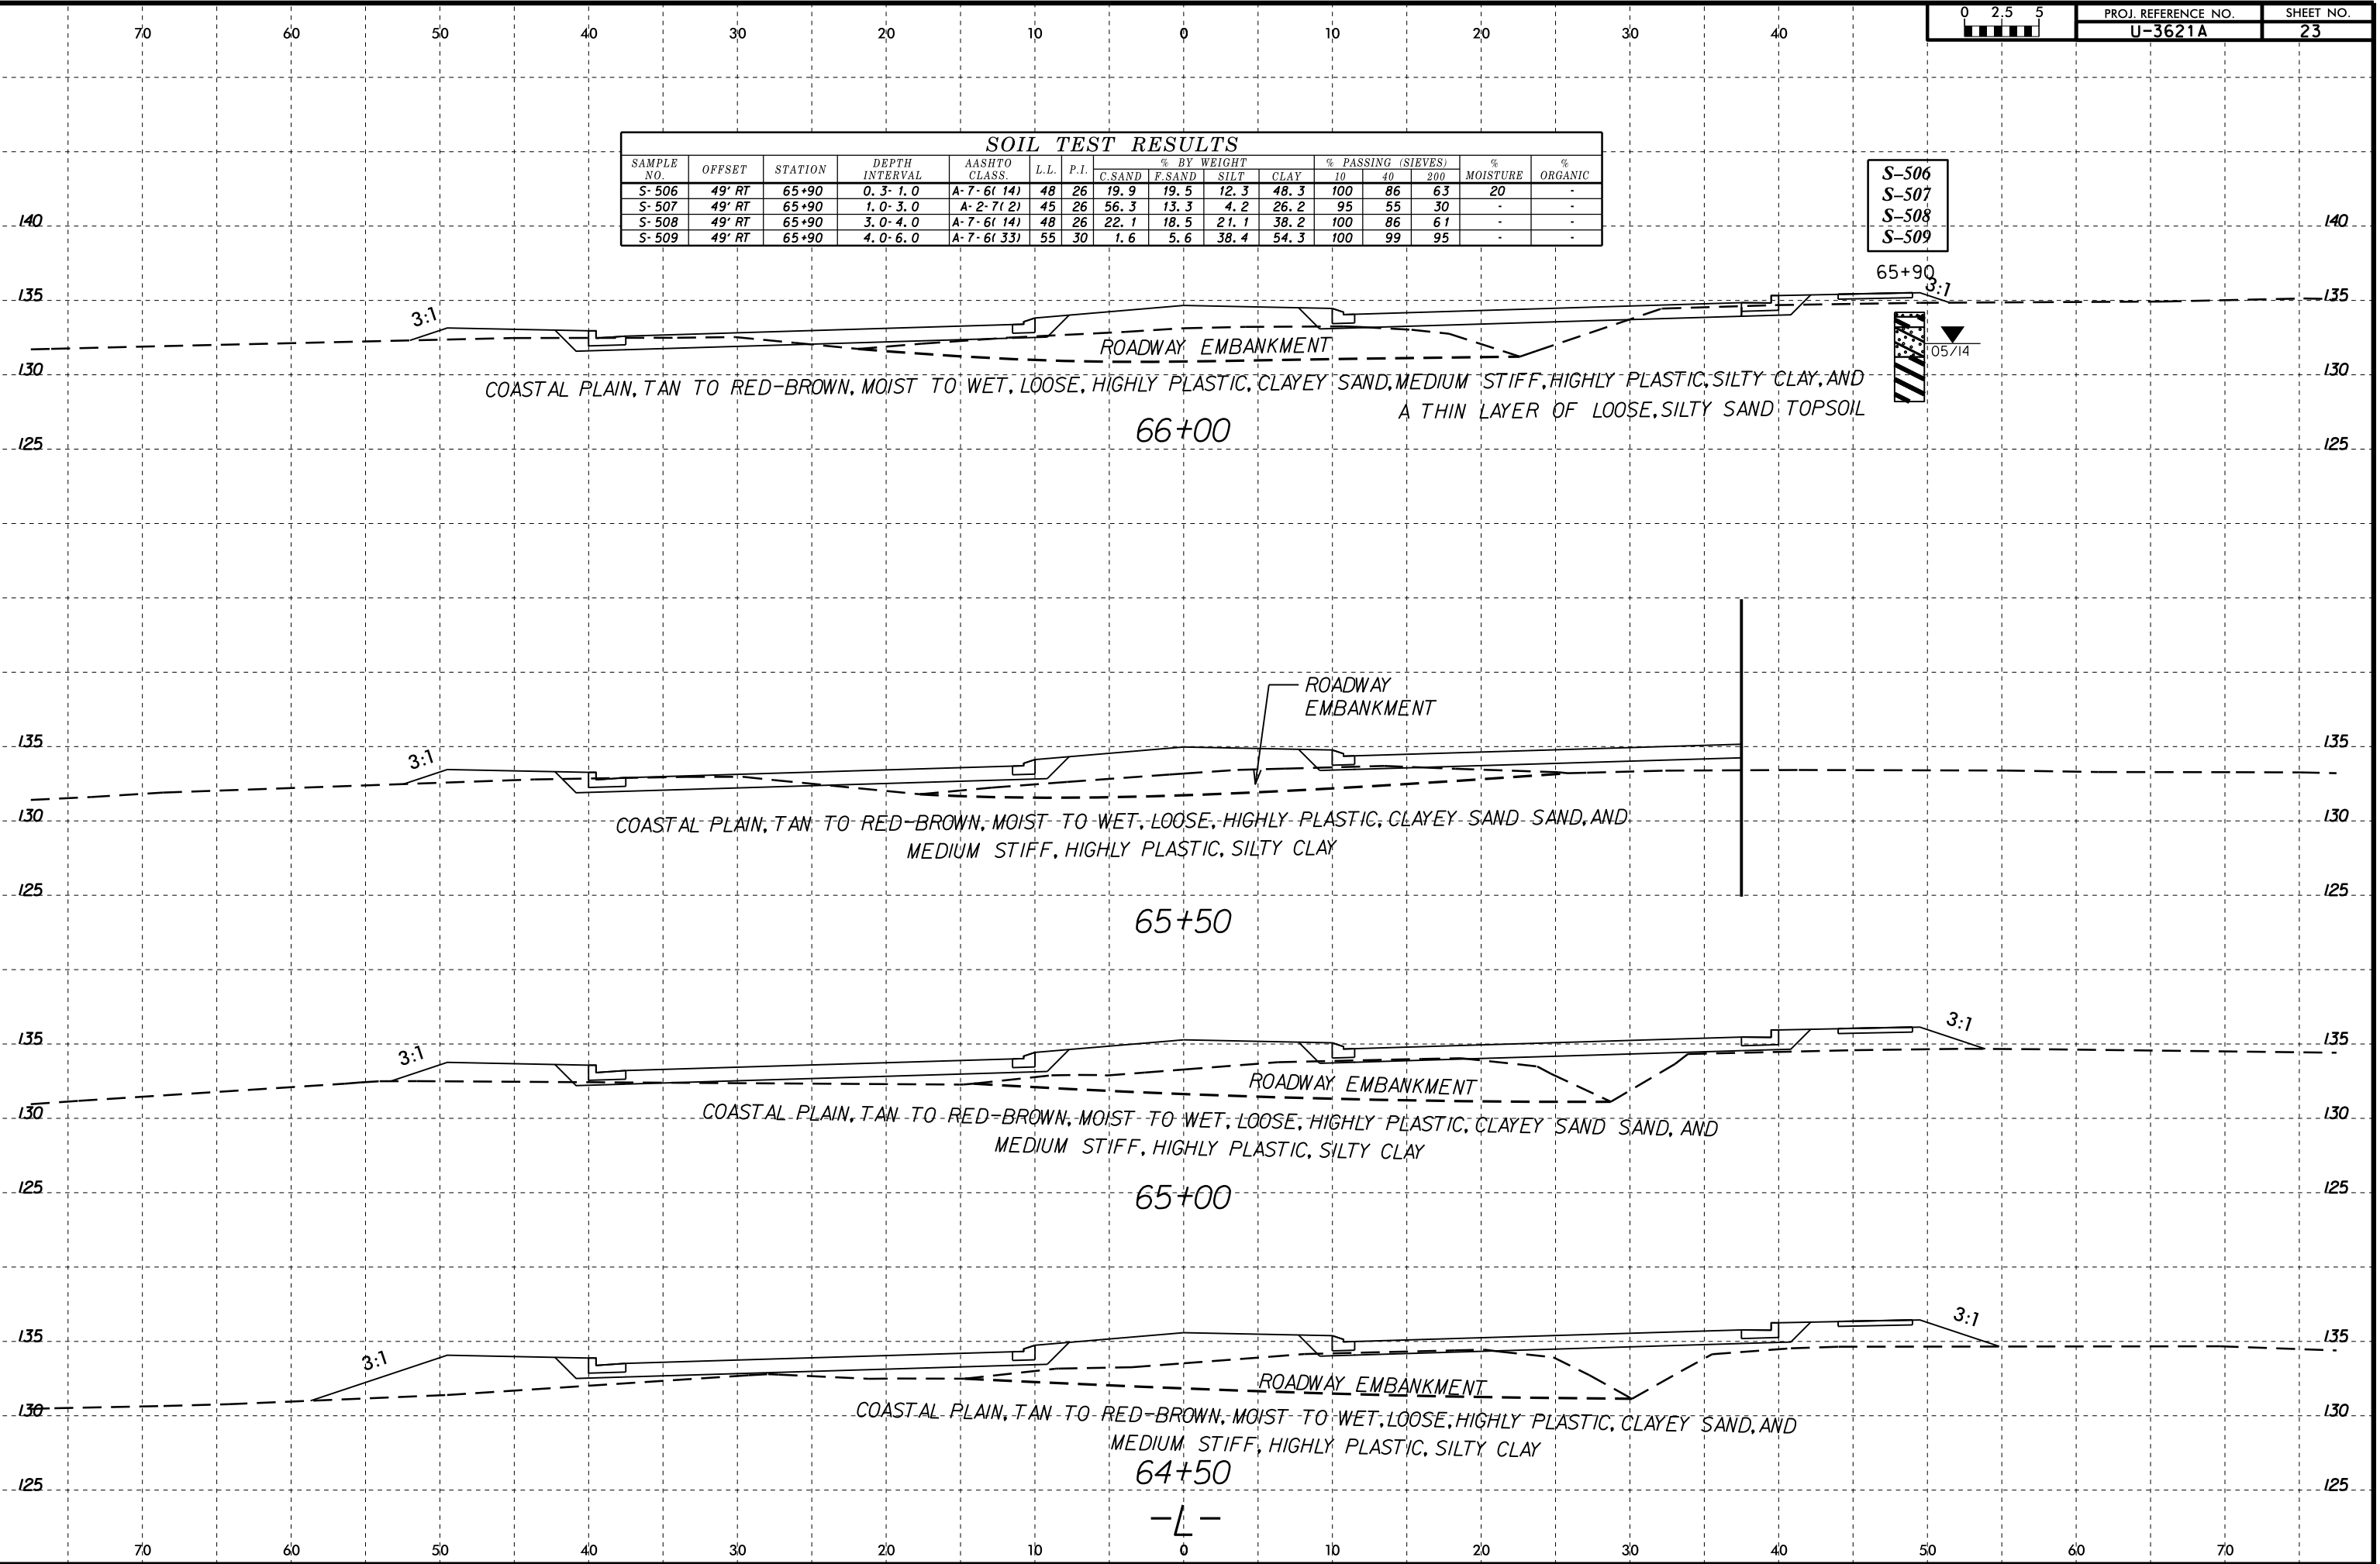 70 60 50 40 30 20 10 0 10 20 30 40
0 2.5 5
PROJ. REFERENCE NO. SHEET NO.
U-3621A 23
SOIL TEST RESULTS
SAMPLE NO. OFFSET STATION DEPTH INTERVAL AASHTO CLASS. L.L. P.I. % BY WEIGHT % PASSING (SIEVES) % MOISTURE % ORGANIC
C.SAND F.SAND SILT CLAY 10 40 200
S-506 49' RT 65+90 0.3-1.0 A-7-6(14) 48 26 19.9 19.5 12.3 48.3 100 86 63 20 -
S-507 49' RT 65+90 1.0-3.0 A-2-7(2) 45 26 56.3 13.3 4.2 26.2 95 55 30 - -
S-508 49' RT 65+90 3.0-4.0 A-7-6(14) 48 26 22.1 18.5 21.1 38.2 100 86 61 - -
S-509 49' RT 65+90 4.0-6.0 A-7-6(33) 55 30 1.6 5.6 38.4 54.3 100 99 95 - -
S-506
S-507
S-508
S-509
140 140
65+90
135 3:1 3:1 135
ROADWAY EMBANKMENT
05/14
130 130
COASTAL PLAIN, TAN TO RED-BROWN, MOIST TO WET, LOOSE, HIGHLY PLASTIC, CLAYEY SAND, MEDIUM STIFF, HIGHLY PLASTIC, SILTY CLAY, AND
A THIN LAYER OF LOOSE, SILTY SAND TOPSOIL
66+00
125 125
ROADWAY
EMBANKMENT
135 135
3:1
130 130
COASTAL PLAIN, TAN TO RED-BROWN, MOIST TO WET, LOOSE, HIGHLY PLASTIC, CLAYEY SAND SAND, AND
MEDIUM STIFF, HIGHLY PLASTIC, SILTY CLAY
125 125
65+50
3:1
135 135
3:1
ROADWAY EMBANKMENT
130 130
COASTAL PLAIN, TAN TO RED-BROWN, MOIST TO WET, LOOSE, HIGHLY PLASTIC, CLAYEY SAND SAND, AND
MEDIUM STIFF, HIGHLY PLASTIC, SILTY CLAY
125 125
65+00
3:1
135 135
3:1
ROADWAY EMBANKMENT
130 130
COASTAL PLAIN, TAN TO RED-BROWN, MOIST TO WET, LOOSE, HIGHLY PLASTIC, CLAYEY SAND, AND
MEDIUM STIFF, HIGHLY PLASTIC, SILTY CLAY
64+50
125 125
-L-
70 60 50 40 30 20 10 0 10 20 30 40 50 60 70